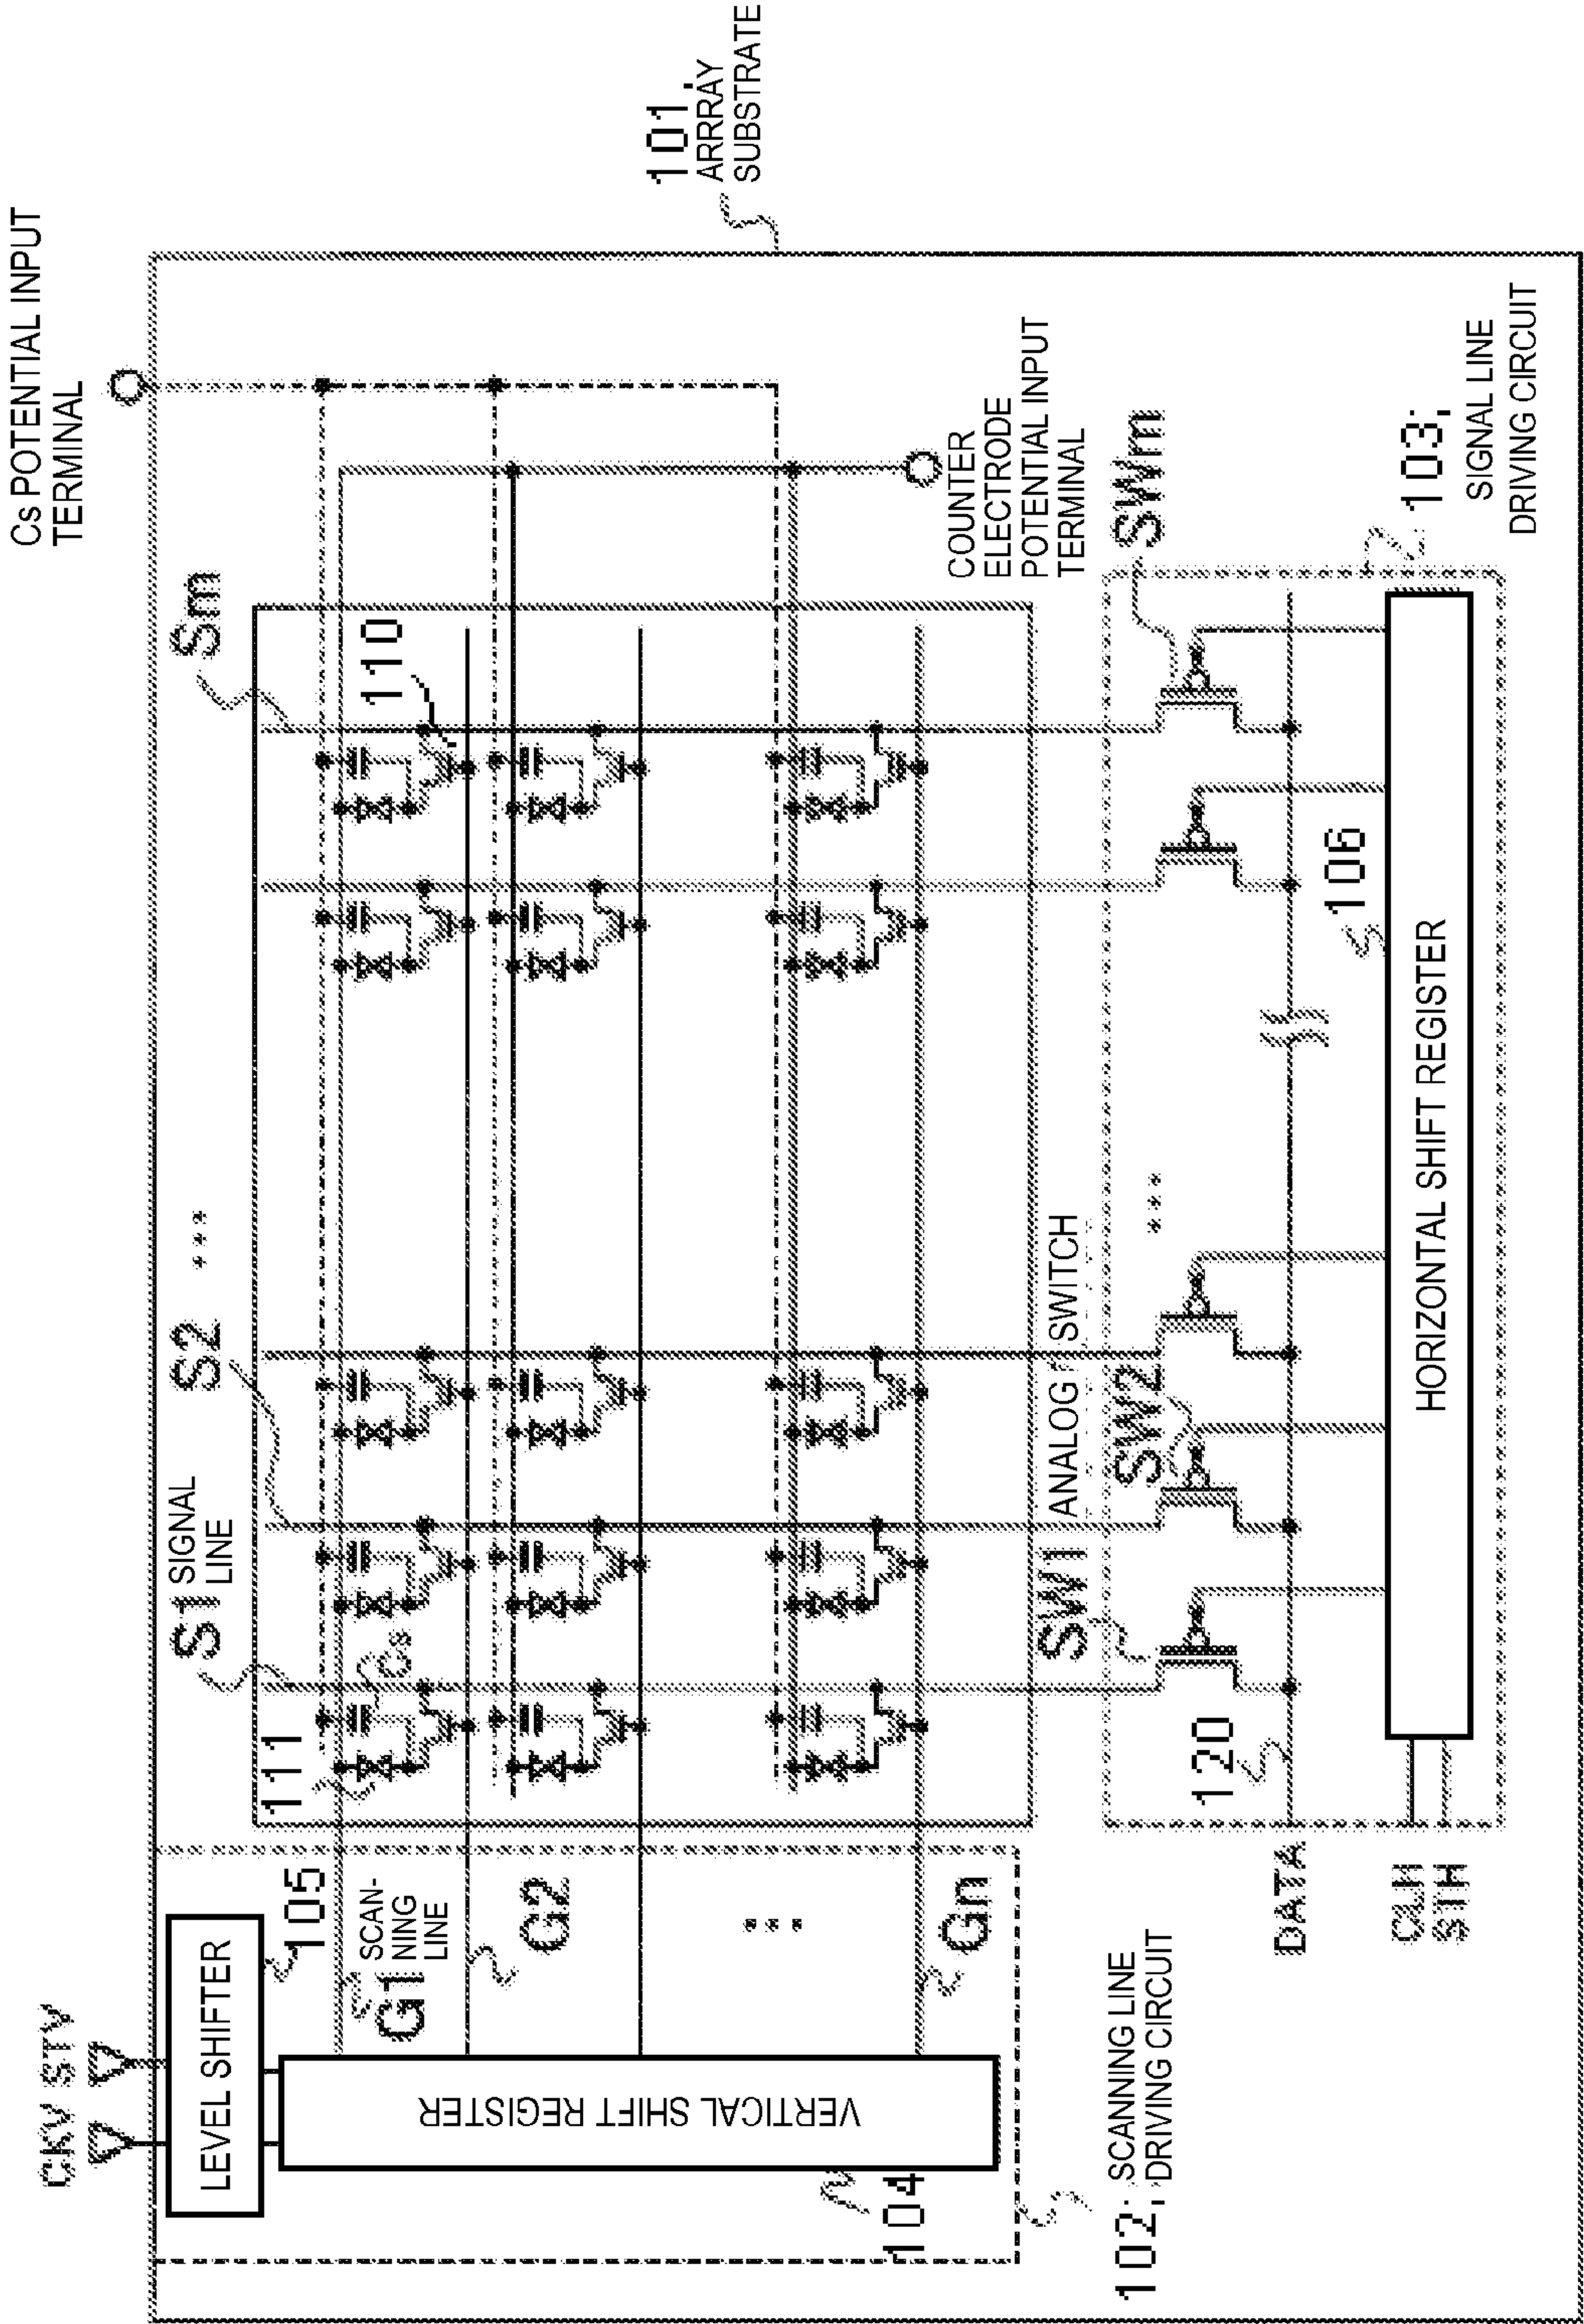 Cs POTENTIAL INPUT
TERMINAL
101;
ARRRAY
SUBSTRATE
CKV STV
LEVEL SHIFTER
105
S1 SIGNAL
LINE
S2 ...
Sm
111
Cs
110
G1 SCAN-
NING
LINE
G2
...
Gn
VERTICAL SHIFT REGISTER
104
102; SCANNING LINE
DRIVING CIRCUIT
COUNTER
ELECTRODE
POTENTIAL INPUT
TERMINAL
SW1 ANALOG SWITCH
SW2
...
SWm
120
DATA
CLH
STH
106
HORIZONTAL SHIFT REGISTER
103;
SIGNAL LINE
DRIVING CIRCUIT